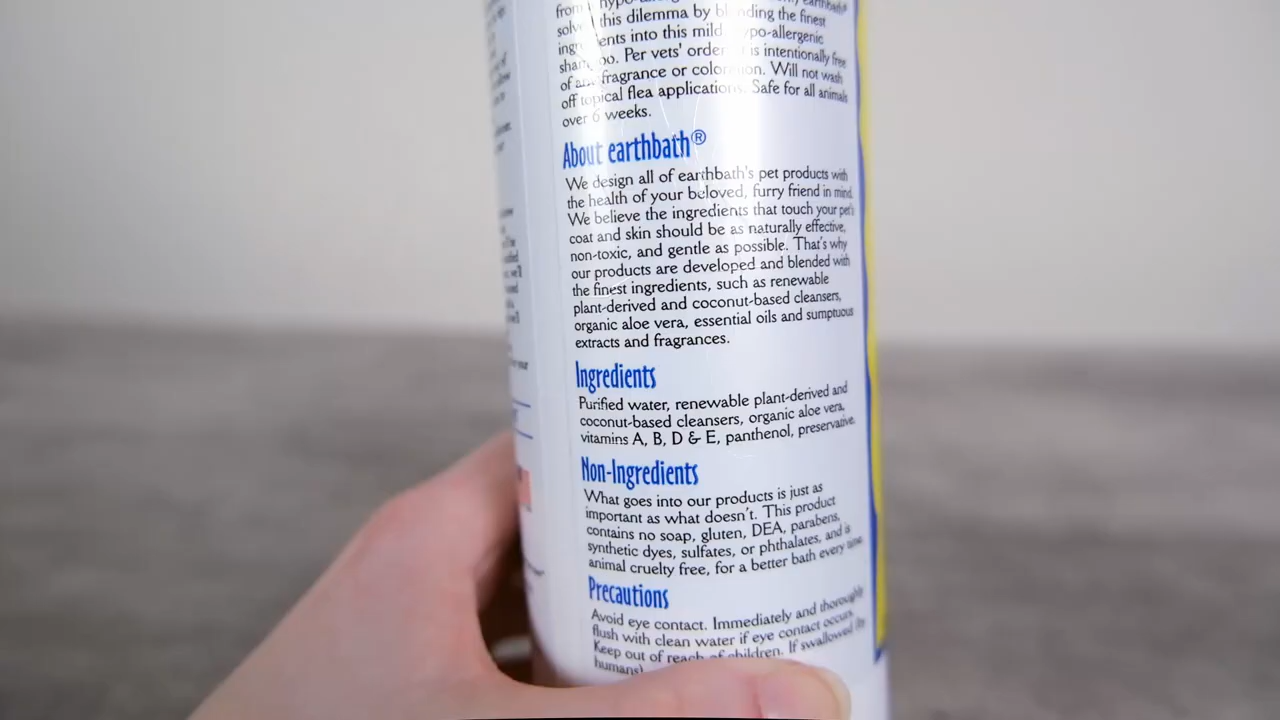 from hypo-
this dilemma by blending the finest
into this mild hypo-allergenic
shampoo. Per vets' order is intentionally free
of any fragrance or coloration. Will not wash
off topical flea applications. Safe for all animals
over 6 weeks.
About earthbath®
We design all of earthbath's pet products with
the health of your beloved, furry friend in mind.
We believe the ingredients that touch your pet's
coat and skin should be as naturally effective,
non-toxic, and gentle as possible. That's why
our products are developed and blended with
the finest ingredients, such as renewable
plant-derived and coconut-based cleansers,
organic aloe vera, essential oils and sumptuous
extracts and fragrances.
Ingredients
Purified water, renewable plant-derived and
coconut-based cleansers, organic aloe vera,
vitamins A, B, D & E, panthenol, preservative.
Non-Ingredients
What goes into our products is just as
important as what doesn't. This product
contains no soap, gluten, DEA, parabens,
synthetic dyes, sulfates, or phthalates, and is
animal cruelty free, for a better bath every time.
Precautions
Avoid eye contact. Immediately and thoroughly
flush with clean water if eye contact occurs.
Keep out of reach of children. If swallowed (by
humans)